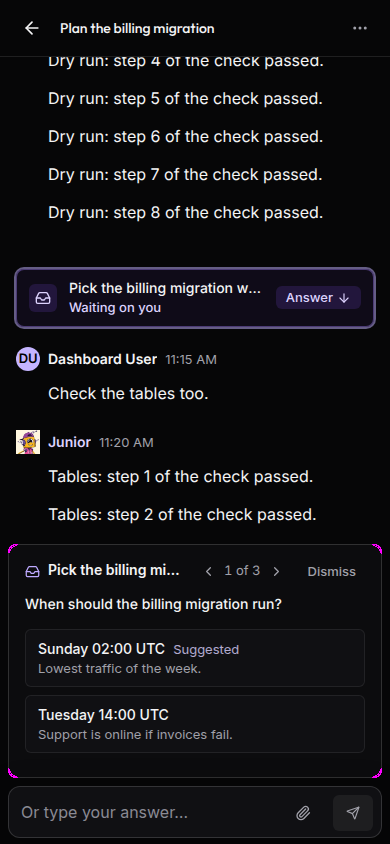 Plan the billing migration
Dry run: step 4 of the check passed.
Dry run: step 5 of the check passed.
Dry run: step 6 of the check passed.
Dry run: step 7 of the check passed.
Dry run: step 8 of the check passed.
Pick the billing migration w...
Waiting on you
Answer ↓
DU Dashboard User 11:15 AM
Check the tables too.
Junior 11:20 AM
Tables: step 1 of the check passed.
Tables: step 2 of the check passed.
Pick the billing mi... 1 of 3 Dismiss
When should the billing migration run?
Sunday 02:00 UTC Suggested
Lowest traffic of the week.
Tuesday 14:00 UTC
Support is online if invoices fail.
Or type your answer...